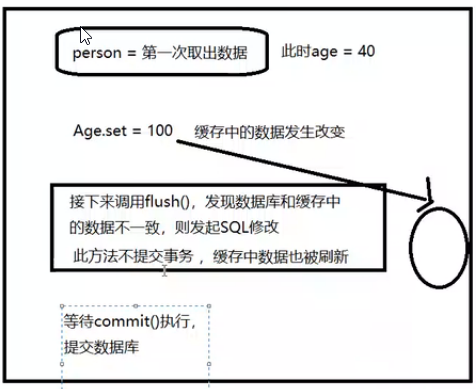 person = 第一次取出数据 此时age = 40
Age.set = 100 缓存中的数据发生改变
接下来调用flush()，发现数据库和缓存中
的数据不一致，则发起SQL修改
此方法不提交事务，缓存中数据也被刷新
等待commit()执行，
提交数据库